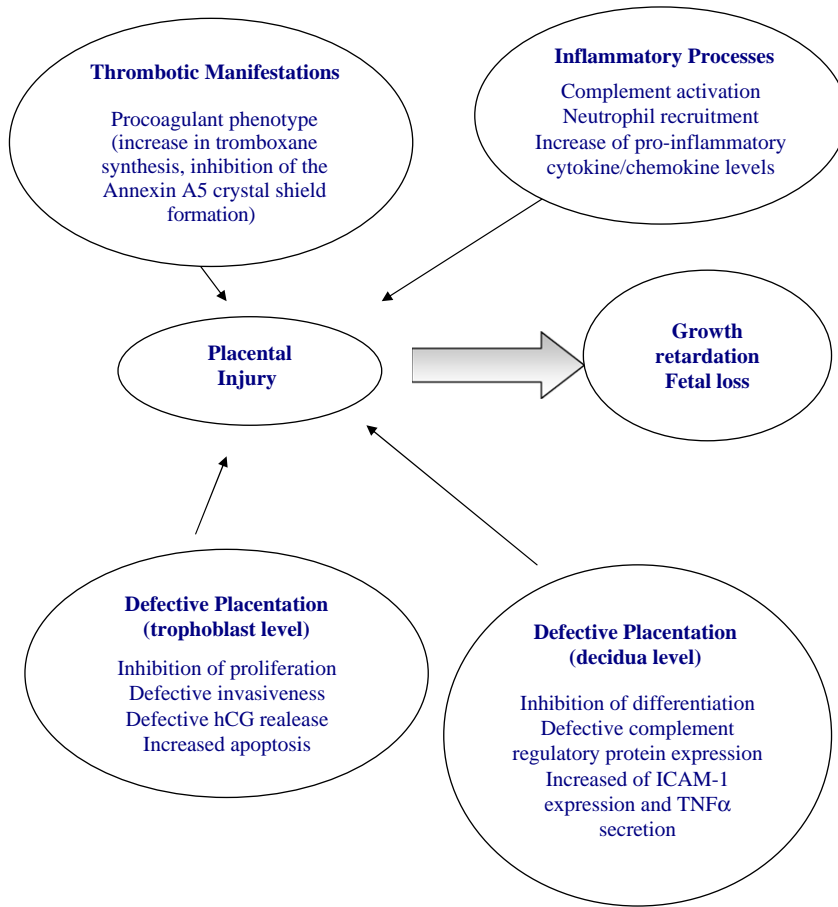 Thrombotic Manifestations
Procoagulant phenotype
(increase in tromboxane
synthesis, inhibition of the
Annexin A5 crystal shield
formation)
Inflammatory Processes
Complement activation
Neutrophil recruitment
Increase of pro-inflammatory
cytokine/chemokine levels
Placental
Injury
Growth
retardation
Fetal loss
Defective Placentation
(trophoblast level)
Inhibition of proliferation
Defective invasiveness
Defective hCG realease
Increased apoptosis
Defective Placentation
(decidua level)
Inhibition of differentiation
Defective complement
regulatory protein expression
Increased of ICAM-1
expression and TNFα
secretion